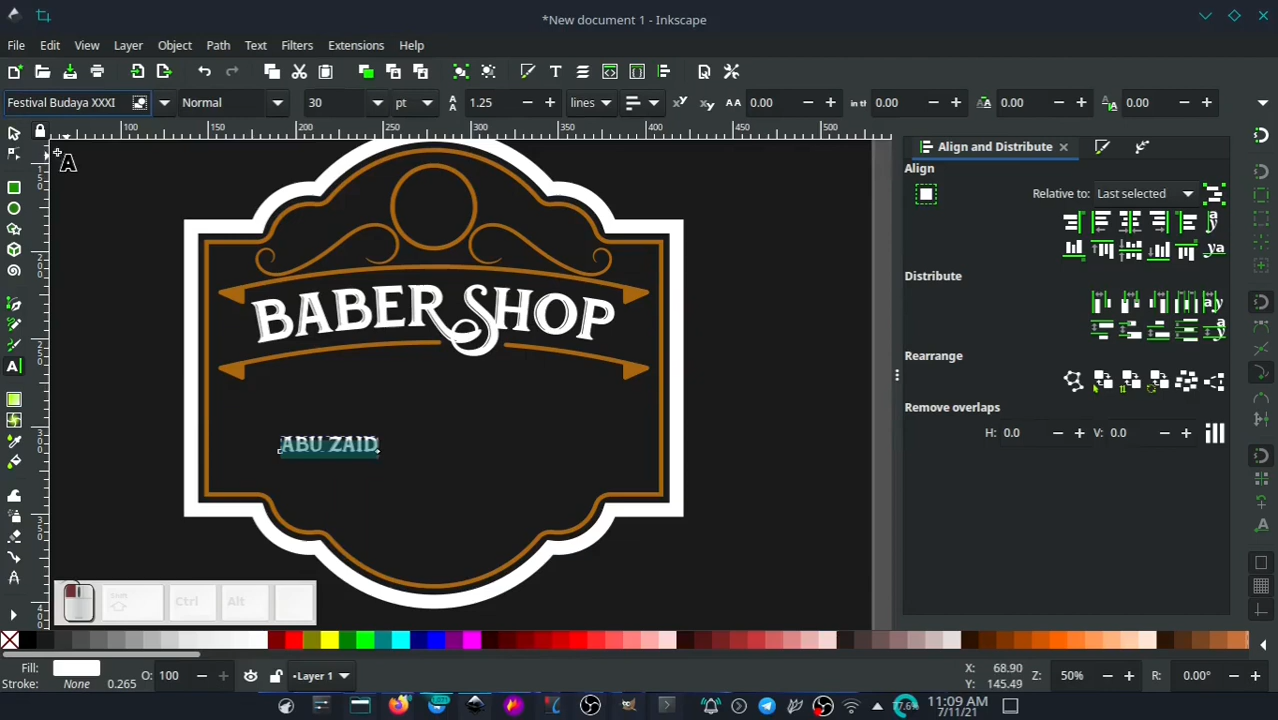 *New document 1 - Inkscape
File Edit View Layer Object Path Filters Text Extensions Help
Festival Budaya XXXI Normal 30 pt 1.25 lines 0.00 0.00 0.00 0.00
100 150 200 250 300 350 400 450 500
Align and Distribute
Align
Relative to: Last selected
Distribute
Rearrange
Remove overlaps
H: 0.0 V: 0.0
BABER SHOP
ABU ZAID
Shift Ctrl Alt
Fill: O: 100 Layer 1 X: 68.90 Z: 50% R: 0.00°
Stroke: None 0.265 Y: 145.49
77.6% 11:09 AM
7/11/21